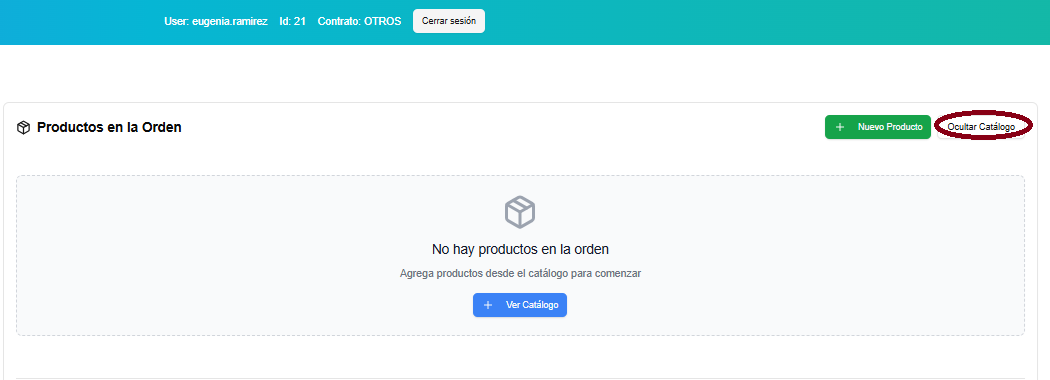 User: eugenia.ramirez Id: 21 Contrato: OTROS Cerrar sesión
Productos en la Orden
+ Nuevo Producto
Ocultar Catálogo
No hay productos en la orden
Agrega productos desde el catálogo para comenzar
+ Ver Catálogo